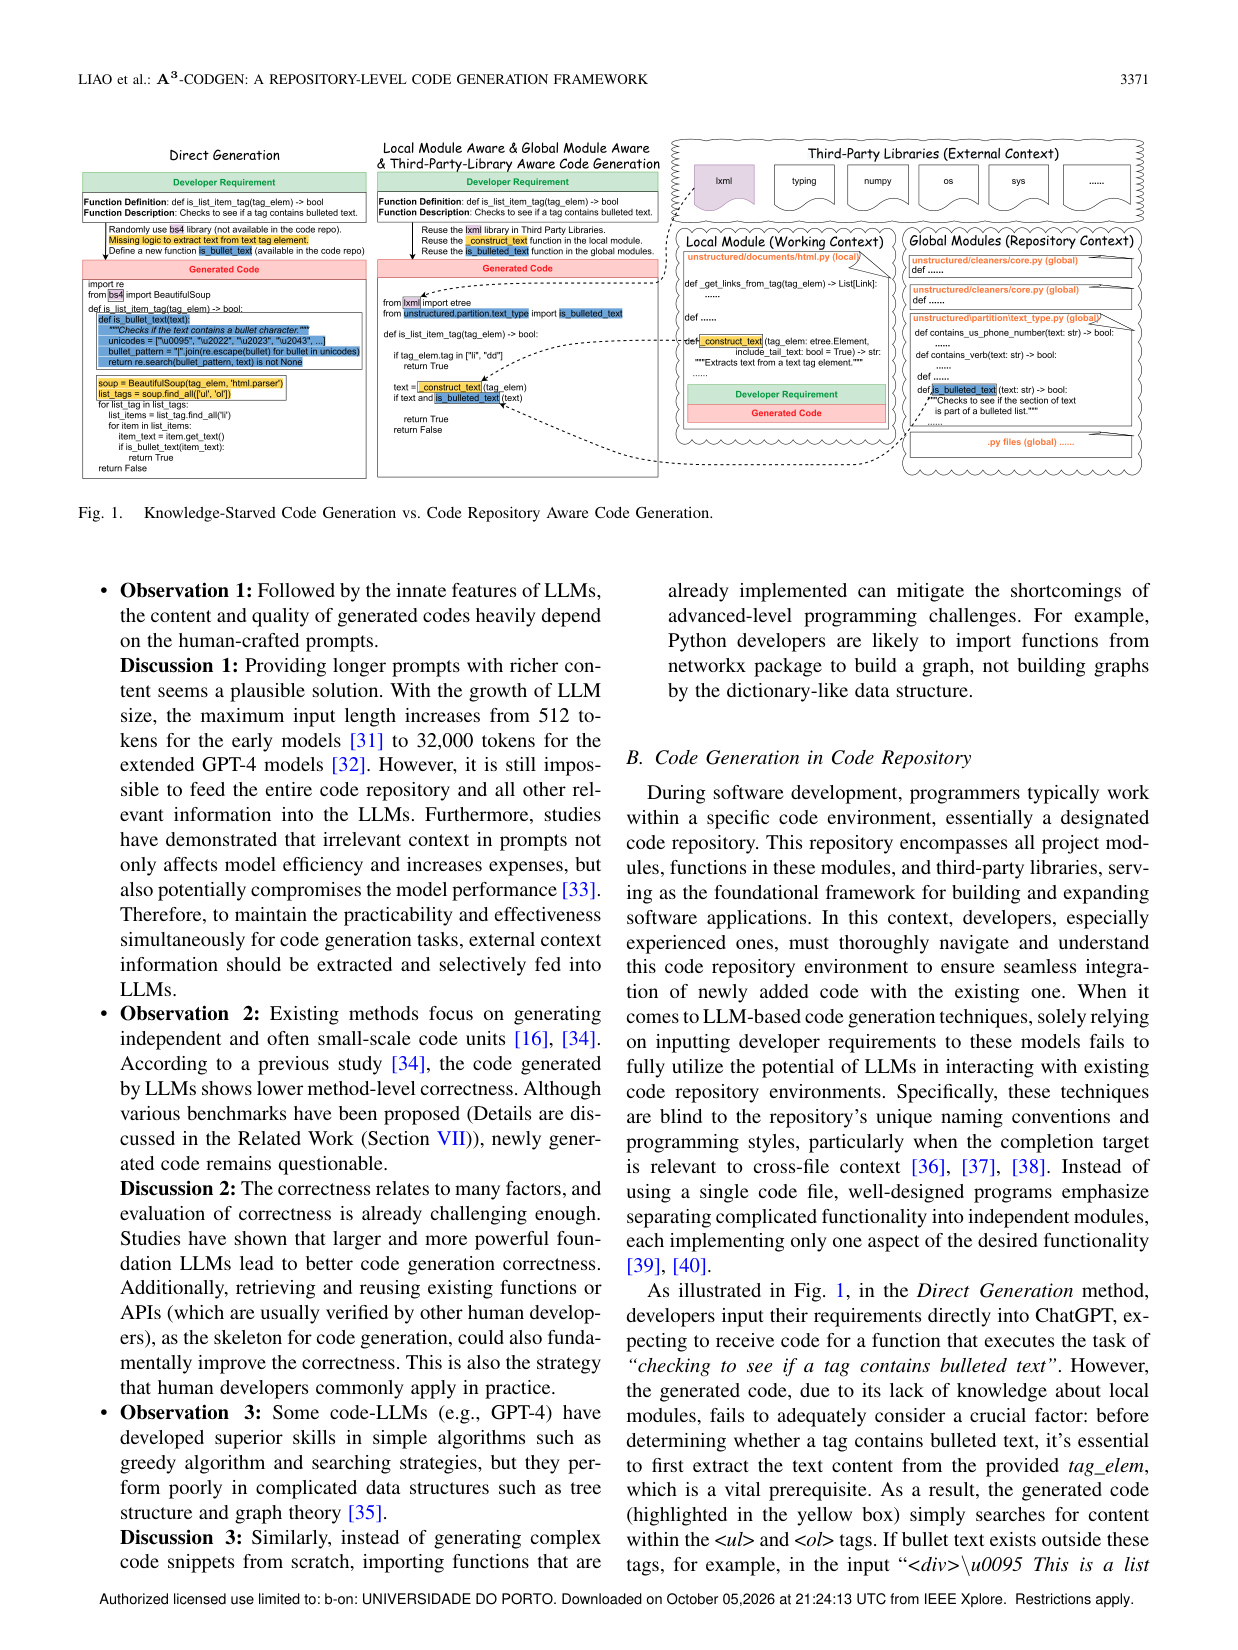 LIAO et al.: A³-CODGEN: A REPOSITORY-LEVEL CODE GENERATION FRAMEWORK 3371
Direct Generation
Developer Requirement
Function Definition: def is_list_item_tag(tag_elem) -> bool
Function Description: Checks to see if a tag contains bulleted text.
Randomly use bs4 library (not available in the code repo).
Missing logic to extract text from text tag element.
Define a new function is_bullet_text (available in the code repo)
Generated Code
import re
from bs4 import BeautifulSoup
def is_list_item_tag(tag_elem) -> bool:
def is_bullet_text(text):
"""Checks if the text contains a bullet character."""
unicodes = ["\u0095", "\u2022", "\u2023", "\u2043", ...]
bullet_pattern = "|".join(re.escape(bullet) for bullet in unicodes)
return re.search(bullet_pattern, text) is not None
soup = BeautifulSoup(tag_elem, 'html.parser')
list_tags = soup.find_all(['ul', 'ol'])
for list_tag in list_tags:
list_items = list_tag.find_all('li')
for item in list_items:
item_text = item.get_text()
if is_bullet_text(item_text):
return True
return False
Local Module Aware & Global Module Aware
& Third-Party-Library Aware Code Generation
Developer Requirement
Function Definition: def is_list_item_tag(tag_elem) -> bool
Function Description: Checks to see if a tag contains bulleted text.
Reuse the lxml library in Third Party Libraries.
Reuse the _construct_text function in the local module.
Reuse the is_bulleted_text function in the global modules.
Generated Code
from lxml import etree
from unstructured.partition.text_type import is_bulleted_text
def is_list_item_tag(tag_elem) -> bool:
if tag_elem.tag in ["li", "dd"]
return True
text = _construct_text (tag_elem)
if text and is_bulleted_text (text)
return True
return False
Third-Party Libraries (External Context)
lxml typing numpy os sys ......
Local Module (Working Context)
unstructured/documents/html.py (local)
def _get_links_from_tag(tag_elem) -> List[Link]:
......
def ......
def _construct_text (tag_elem: etree.Element,
include_tail_text: bool = True) -> str:
"""Extracts text from a text tag element."""
......
Developer Requirement
Generated Code
Global Modules (Repository Context)
unstructured/cleaners/core.py (global)
def ......
unstructured/cleaners/core.py (global)
def ......
unstructured\partition\text_type.py (global)
def contains_us_phone_number(text: str) -> bool:
......
def contains_verb(text: str) -> bool:
......
def ......
def is_bulleted_text (text: str) -> bool:
"""Checks to see if the section of text
is part of a bulleted list."""
......
.py files (global) ......
Fig. 1. Knowledge-Starved Code Generation vs. Code Repository Aware Code Generation.
• Observation 1: Followed by the innate features of LLMs,
the content and quality of generated codes heavily depend
on the human-crafted prompts.
Discussion 1: Providing longer prompts with richer con-
tent seems a plausible solution. With the growth of LLM
size, the maximum input length increases from 512 to-
kens for the early models [31] to 32,000 tokens for the
extended GPT-4 models [32]. However, it is still impos-
sible to feed the entire code repository and all other rel-
evant information into the LLMs. Furthermore, studies
have demonstrated that irrelevant context in prompts not
only affects model efficiency and increases expenses, but
also potentially compromises the model performance [33].
Therefore, to maintain the practicability and effectiveness
simultaneously for code generation tasks, external context
information should be extracted and selectively fed into
LLMs.
• Observation 2: Existing methods focus on generating
independent and often small-scale code units [16], [34].
According to a previous study [34], the code generated
by LLMs shows lower method-level correctness. Although
various benchmarks have been proposed (Details are dis-
cussed in the Related Work (Section VII)), newly gener-
ated code remains questionable.
Discussion 2: The correctness relates to many factors, and
evaluation of correctness is already challenging enough.
Studies have shown that larger and more powerful foun-
dation LLMs lead to better code generation correctness.
Additionally, retrieving and reusing existing functions or
APIs (which are usually verified by other human develop-
ers), as the skeleton for code generation, could also funda-
mentally improve the correctness. This is also the strategy
that human developers commonly apply in practice.
• Observation 3: Some code-LLMs (e.g., GPT-4) have
developed superior skills in simple algorithms such as
greedy algorithm and searching strategies, but they per-
form poorly in complicated data structures such as tree
structure and graph theory [35].
Discussion 3: Similarly, instead of generating complex
code snippets from scratch, importing functions that are
already implemented can mitigate the shortcomings of
advanced-level programming challenges. For example,
Python developers are likely to import functions from
networkx package to build a graph, not building graphs
by the dictionary-like data structure.
B. Code Generation in Code Repository
During software development, programmers typically work
within a specific code environment, essentially a designated
code repository. This repository encompasses all project mod-
ules, functions in these modules, and third-party libraries, serv-
ing as the foundational framework for building and expanding
software applications. In this context, developers, especially
experienced ones, must thoroughly navigate and understand
this code repository environment to ensure seamless integra-
tion of newly added code with the existing one. When it
comes to LLM-based code generation techniques, solely relying
on inputting developer requirements to these models fails to
fully utilize the potential of LLMs in interacting with existing
code repository environments. Specifically, these techniques
are blind to the repository's unique naming conventions and
programming styles, particularly when the completion target
is relevant to cross-file context [36], [37], [38]. Instead of
using a single code file, well-designed programs emphasize
separating complicated functionality into independent modules,
each implementing only one aspect of the desired functionality
[39], [40].
As illustrated in Fig. 1, in the Direct Generation method,
developers input their requirements directly into ChatGPT, ex-
pecting to receive code for a function that executes the task of
“checking to see if a tag contains bulleted text”. However,
the generated code, due to its lack of knowledge about local
modules, fails to adequately consider a crucial factor: before
determining whether a tag contains bulleted text, it's essential
to first extract the text content from the provided tag_elem,
which is a vital prerequisite. As a result, the generated code
(highlighted in the yellow box) simply searches for content
within the <ul> and <ol> tags. If bullet text exists outside these
tags, for example, in the input “<div>\u0095 This is a list
Authorized licensed use limited to: b-on: UNIVERSIDADE DO PORTO. Downloaded on October 05,2026 at 21:24:13 UTC from IEEE Xplore. Restrictions apply.